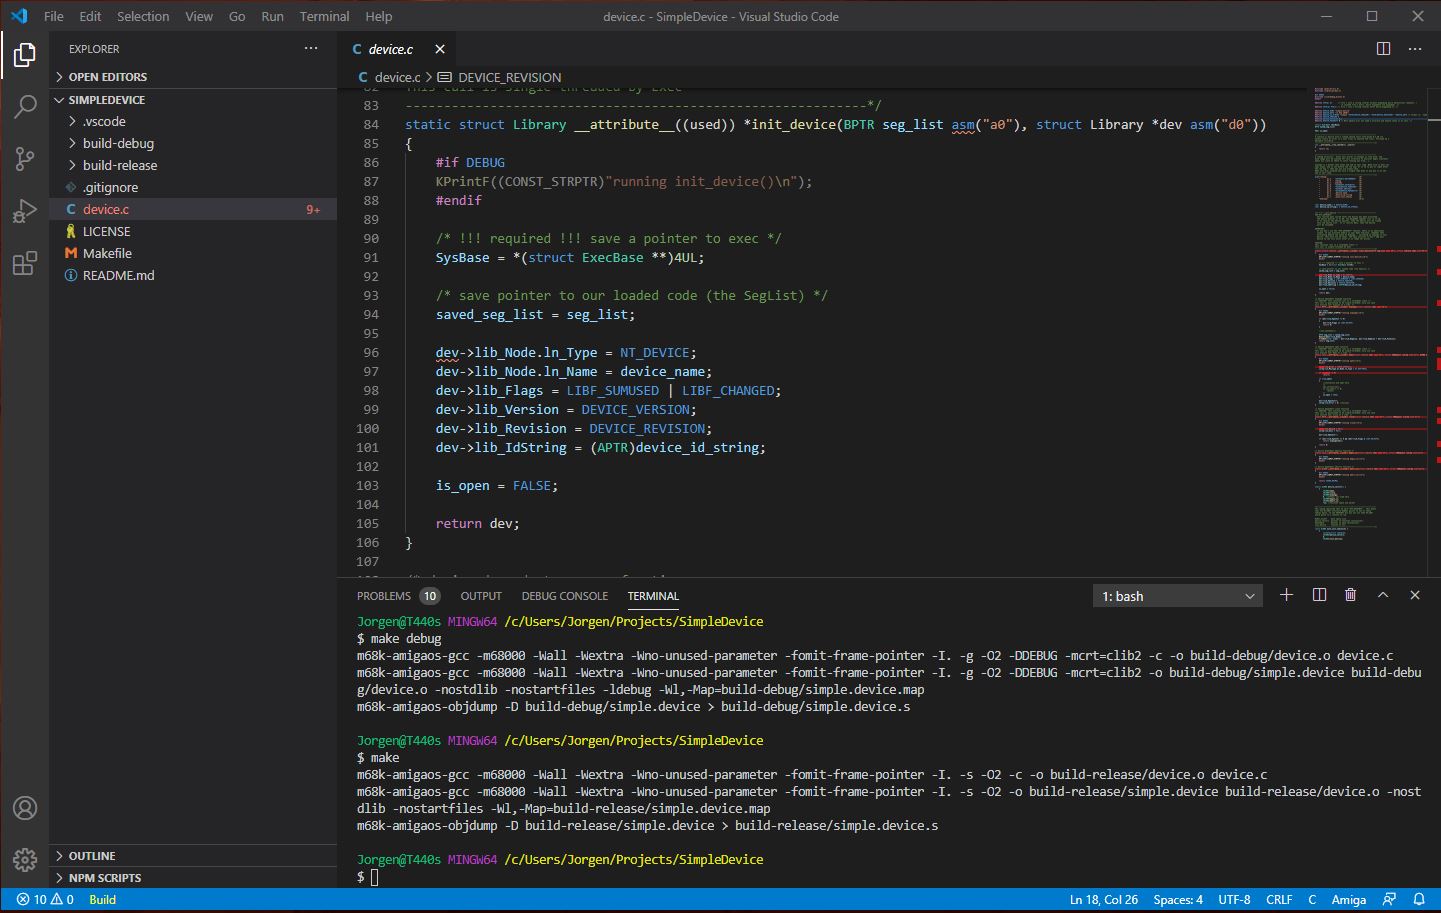 File Edit Selection View Go Run Terminal Help
device.c - SimpleDevice - Visual Studio Code
EXPLORER
OPEN EDITORS
SIMPLEDEVICE
.vscode
build-debug
build-release
.gitignore
C device.c 9+
LICENSE
M Makefile
README.md
OUTLINE
NPM SCRIPTS
C device.c
C device.c > DEVICE_REVISION
83 ------------------------------------------------------------*/
84 static struct Library __attribute__((used)) *init_device(BPTR seg_list asm("a0"), struct Library *dev asm("d0"))
85 {
86 #if DEBUG
87 KPrintF((CONST_STRPTR)"running init_device()\n");
88 #endif
89
90 /* !!! required !!! save a pointer to exec */
91 SysBase = *(struct ExecBase **)4UL;
92
93 /* save pointer to our loaded code (the SegList) */
94 saved_seg_list = seg_list;
95
96 dev->lib_Node.ln_Type = NT_DEVICE;
97 dev->lib_Node.ln_Name = device_name;
98 dev->lib_Flags = LIBF_SUMUSED | LIBF_CHANGED;
99 dev->lib_Version = DEVICE_VERSION;
100 dev->lib_Revision = DEVICE_REVISION;
101 dev->lib_IdString = (APTR)device_id_string;
102
103 is_open = FALSE;
104
105 return dev;
106 }
107
PROBLEMS 10 OUTPUT DEBUG CONSOLE TERMINAL 1: bash
Jorgen@T440s MINGW64 /c/Users/Jorgen/Projects/SimpleDevice
$ make debug
m68k-amigaos-gcc -m68000 -Wall -Wextra -Wno-unused-parameter -fomit-frame-pointer -I. -g -O2 -DDEBUG -mcrt=clib2 -c -o build-debug/device.o device.c
m68k-amigaos-gcc -m68000 -Wall -Wextra -Wno-unused-parameter -fomit-frame-pointer -I. -g -O2 -DDEBUG -mcrt=clib2 -o build-debug/simple.device build-debu
g/device.o -nostdlib -nostartfiles -ldebug -Wl,-Map=build-debug/simple.device.map
m68k-amigaos-objdump -D build-debug/simple.device > build-debug/simple.device.s
Jorgen@T440s MINGW64 /c/Users/Jorgen/Projects/SimpleDevice
$ make
m68k-amigaos-gcc -m68000 -Wall -Wextra -Wno-unused-parameter -fomit-frame-pointer -I. -s -O2 -c -o build-release/device.o device.c
m68k-amigaos-gcc -m68000 -Wall -Wextra -Wno-unused-parameter -fomit-frame-pointer -I. -s -O2 -o build-release/simple.device build-release/device.o -nost
dlib -nostartfiles -Wl,-Map=build-release/simple.device.map
m68k-amigaos-objdump -D build-release/simple.device > build-release/simple.device.s
Jorgen@T440s MINGW64 /c/Users/Jorgen/Projects/SimpleDevice
$
10 0 Build Ln 18, Col 26 Spaces: 4 UTF-8 CRLF C Amiga